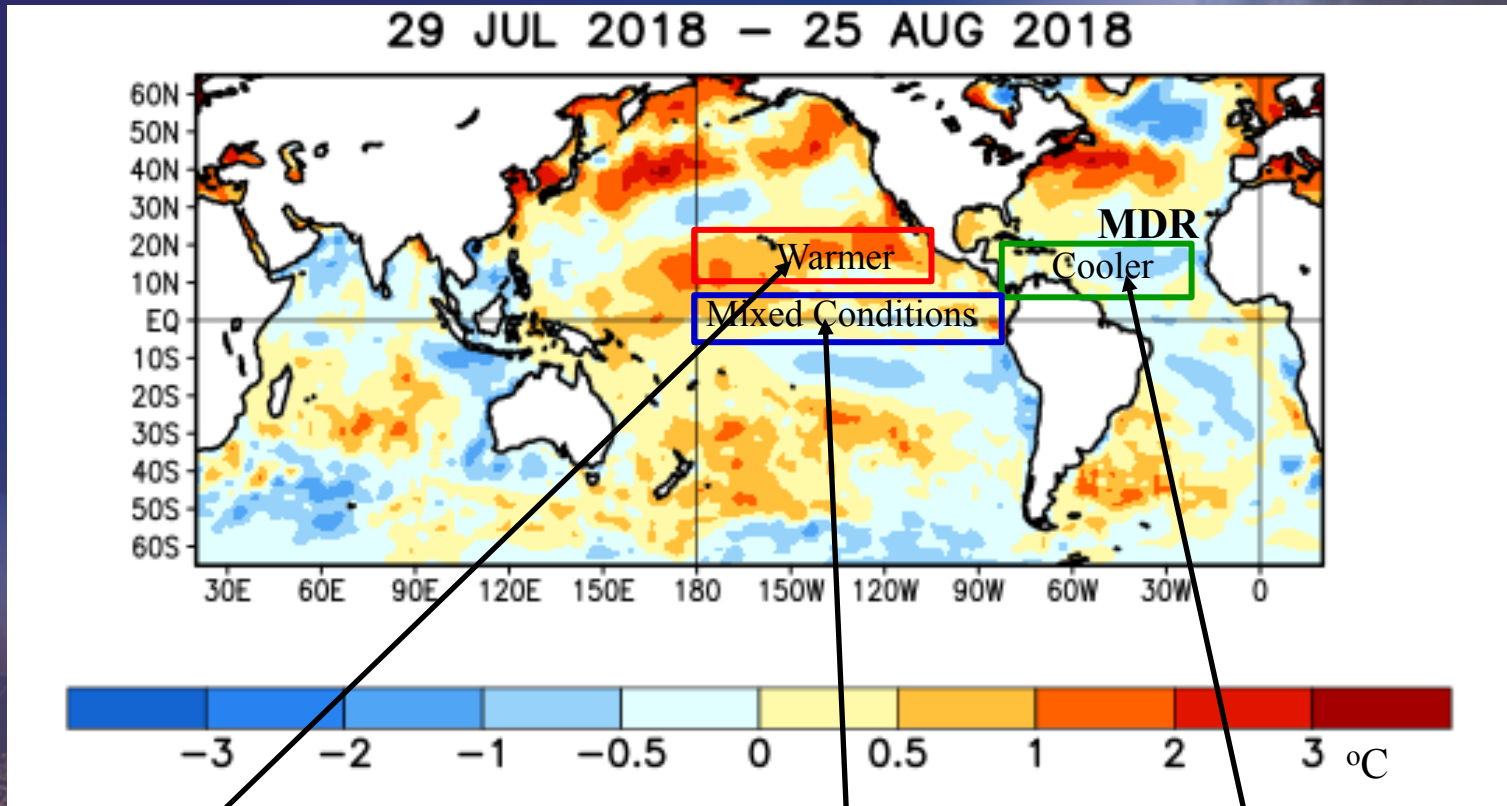 29 JUL 2018 – 25 AUG 2018
60N
50N
40N
30N
MDR
20N
Warmer
Cooler
10N
EQ
Mixed Conditions
10S
20S
30S
40S
50S
60S
30E 60E 90E 120E 150E 180 150W 120W 90W 60W 30W 0
−3 −2 −1 −0.5 0 0.5 1 2 3 °C